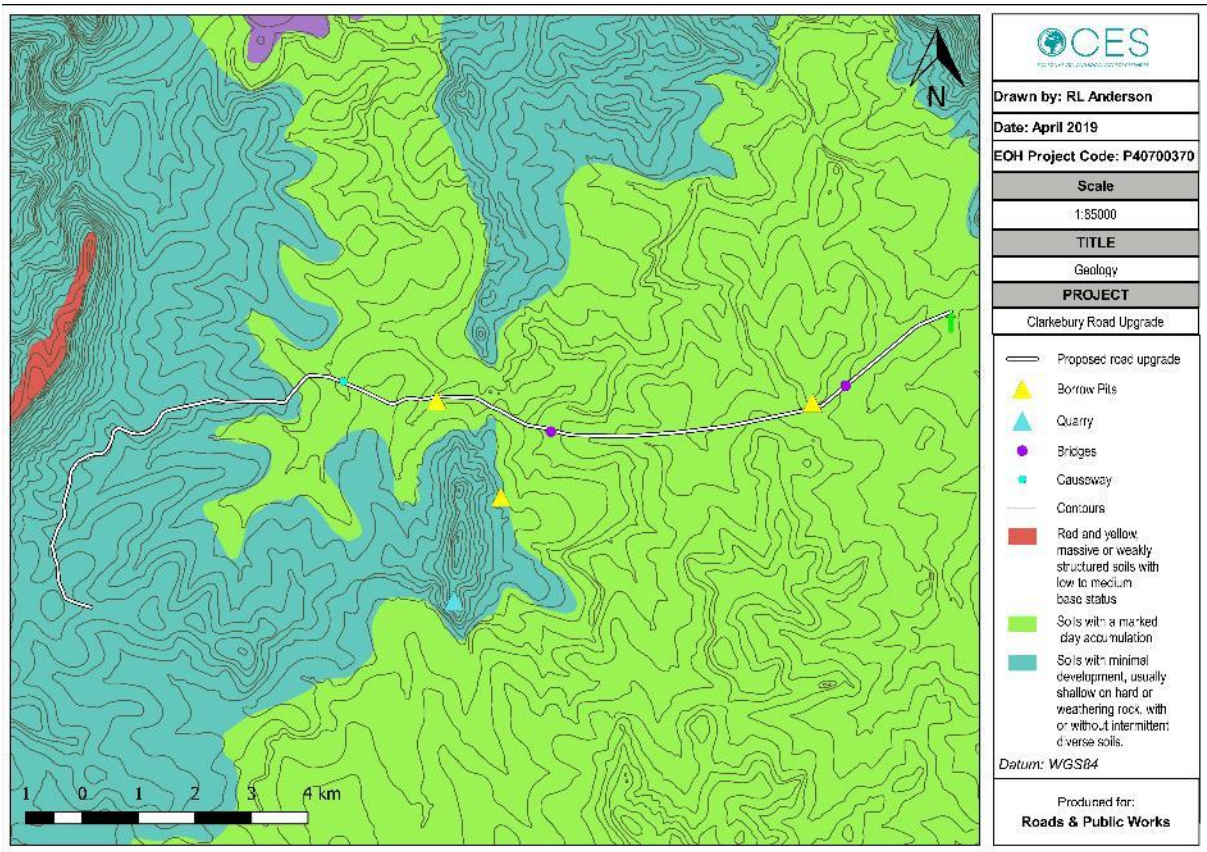 N
1 0 1 2 3 4 km
CES
Drawn by: RL Anderson
Date: April 2019
EOH Project Code: P40700370
Scale
1:85000
TITLE
Geology
PROJECT
Clarkebury Road Upgrade
Proposed road upgrade
Borrow Pits
Quarry
Bridges
Causeway
Contours
Red and yellow,
massive or weakly
structured soils with
low to medium
base status
Soils with a marked
clay accumulation
Soils with minimal
development, usually
shallow on hard or
weathering rock, with
or without intermittent
diverse soils.
Datum: WGS84
Produced for:
Roads & Public Works